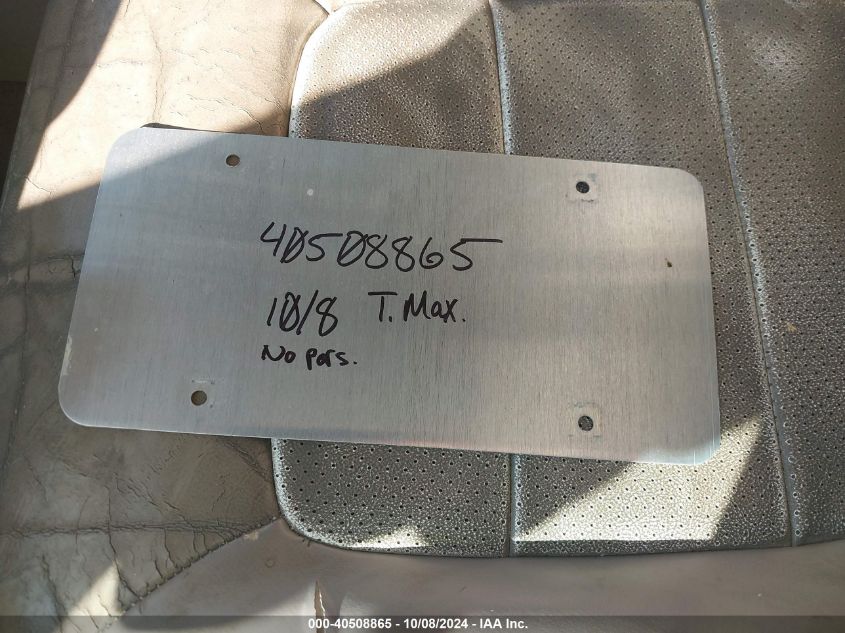 40508865
10/8 T. Max.
No pers.
000-40508865 - 10/08/2024 - IAA Inc.